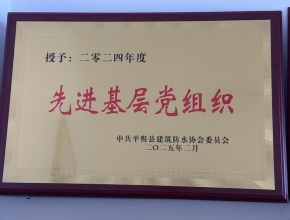 授予：二零二四年度
先进基层党组织
中共平舆县建筑防水协会委员会
二〇二五年二月